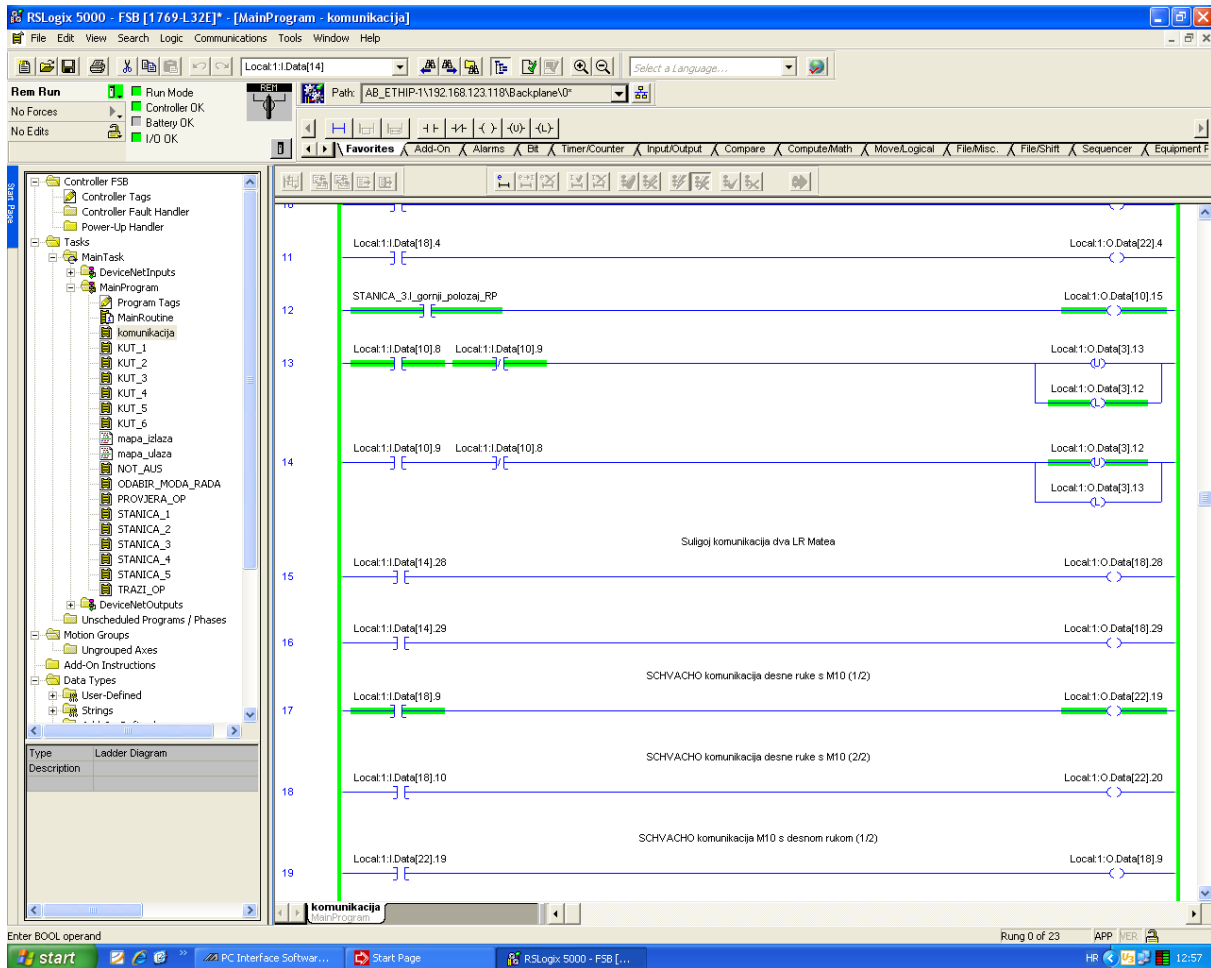 RSLogix 5000 - FSB [1769-L32E]* - [MainProgram - komunikacija]
File Edit View Search Logic Communications Tools Window Help
Local:1:I.Data[14]
Select a Language...
Rem Run
Run Mode
No Forces
Controller OK
Battery OK
No Edits
I/O OK
REM
Path: AB_ETHIP-1\192.168.123.118\Backplane\0*
Favorites Add-On Alarms Bit Timer/Counter Input/Output Compare Compute/Math Move/Logical File/Misc. File/Shift Sequencer Equipment F
Start Page
Controller FSB
Controller Tags
Controller Fault Handler
Power-Up Handler
Tasks
MainTask
DeviceNetInputs
MainProgram
Program Tags
MainRoutine
komunikacija
KUT_1
KUT_2
KUT_3
KUT_4
KUT_5
KUT_6
mapa_izlaza
mapa_ulaza
NOT_AUS
ODABIR_MODA_RADA
PROVJERA_OP
STANICA_1
STANICA_2
STANICA_3
STANICA_4
STANICA_5
TRAZI_OP
DeviceNetOutputs
Unscheduled Programs / Phases
Motion Groups
Ungrouped Axes
Add-On Instructions
Data Types
User-Defined
Strings
Type Ladder Diagram
Description
10
Local:1:I.Data[18].4 Local:1:O.Data[22].4
11
STANICA_3.I_gornji_polozaj_RP Local:1:O.Data[10].15
12
Local:1:I.Data[10].8 Local:1:I.Data[10].9 Local:1:O.Data[3].13
13 U
Local:1:O.Data[3].12
L
Local:1:I.Data[10].9 Local:1:I.Data[10].8 Local:1:O.Data[3].12
14 U
Local:1:O.Data[3].13
L
Suligoj komunikacija dva LR Matea
Local:1:I.Data[14].28 Local:1:O.Data[18].28
15
Local:1:I.Data[14].29 Local:1:O.Data[18].29
16
SCHVACHO komunikacija desne ruke s M10 (1/2)
Local:1:I.Data[18].9 Local:1:O.Data[22].19
17
SCHVACHO komunikacija desne ruke s M10 (2/2)
Local:1:I.Data[18].10 Local:1:O.Data[22].20
18
SCHVACHO komunikacija M10 s desnom rukom (1/2)
Local:1:I.Data[22].19 Local:1:O.Data[18].9
19
komunikacija
MainProgram
Enter BOOL operand
Rung 0 of 23 APP VER
start
PC Interface Softwar...
Start Page
RSLogix 5000 - FSB [...
HR
12:57